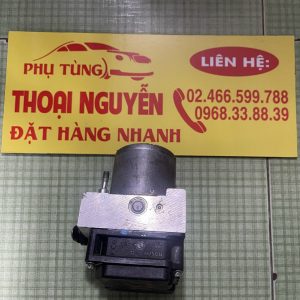 PHỤ TÙNG
LIÊN HỆ:
THOẠI NGUYỄN
02.466.599.788
0968.33.88.39
ĐẶT HÀNG NHANH